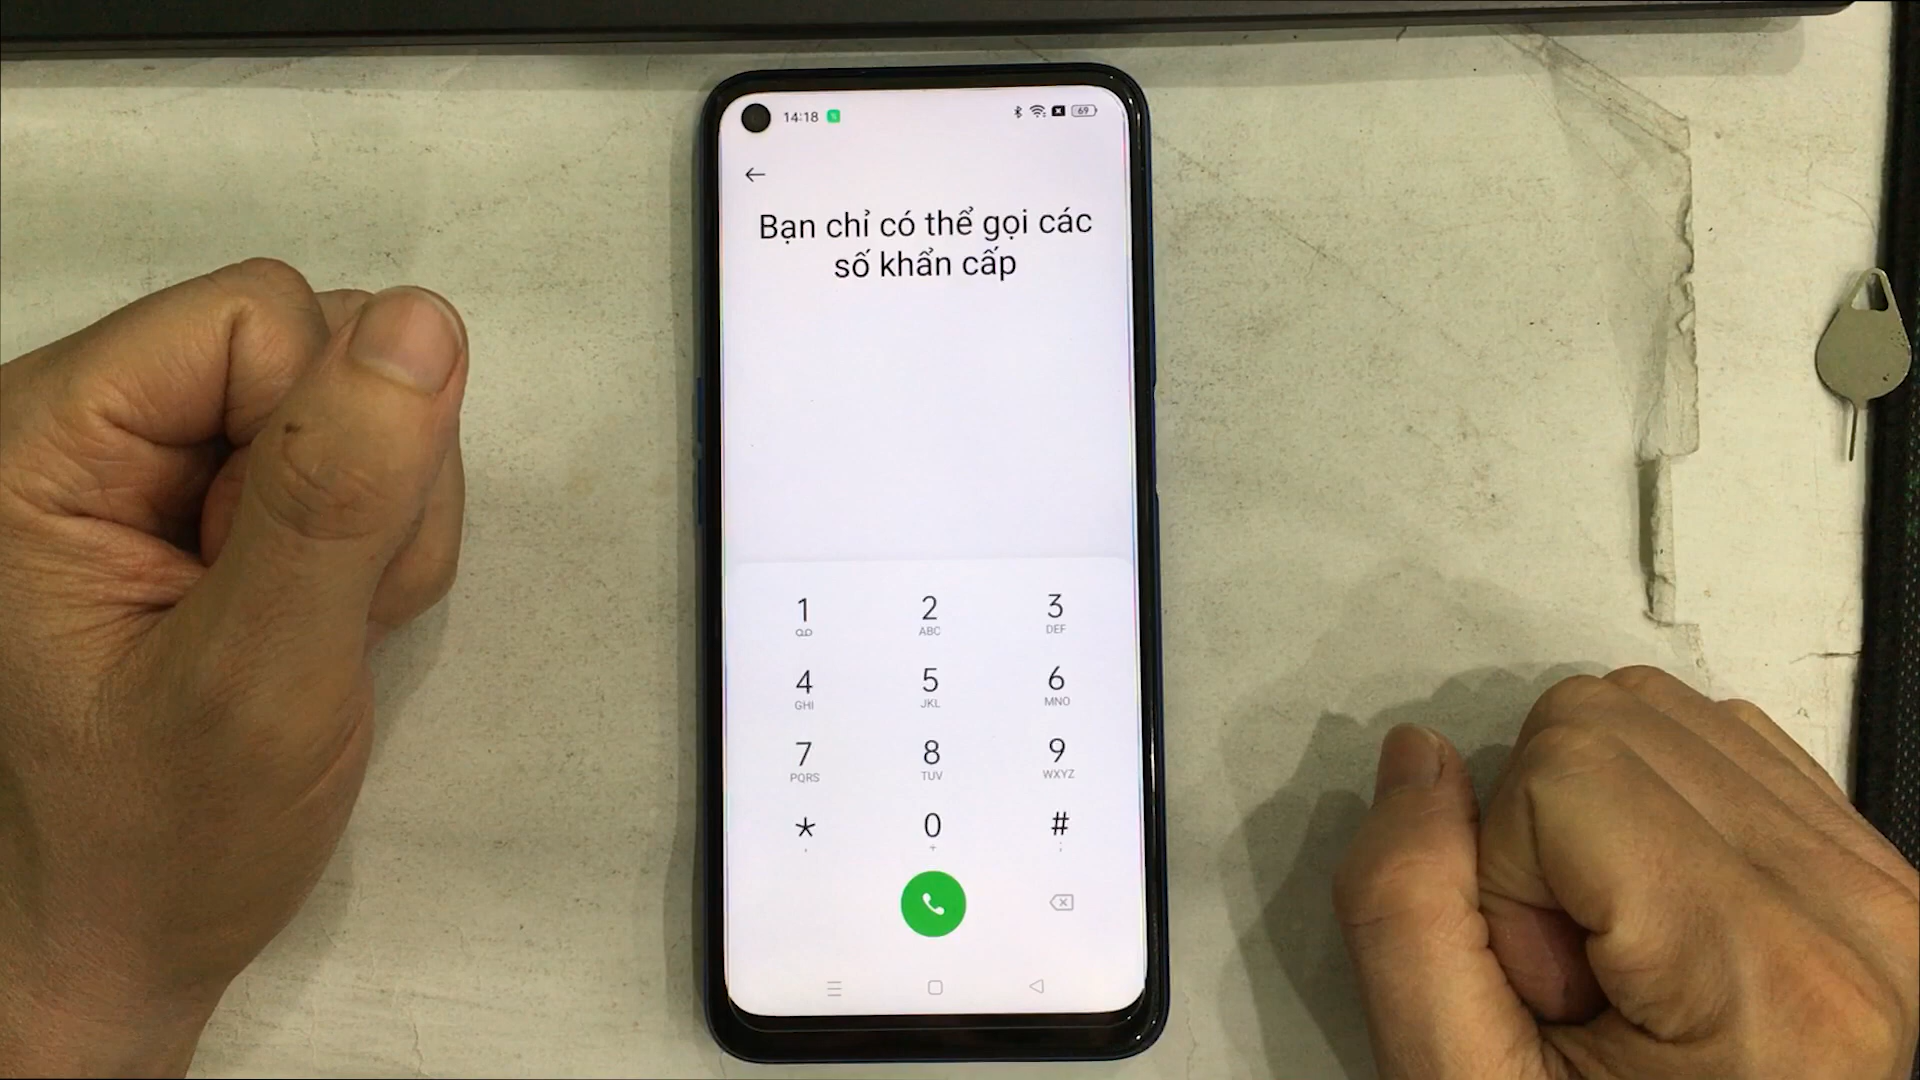 14:18
69
Bạn chỉ có thể gọi các
số khẩn cấp
1 2 3
ABC DEF
4 5 6
GHI JKL MNO
7 8 9
PQRS TUV WXYZ
* 0 #
, + ;